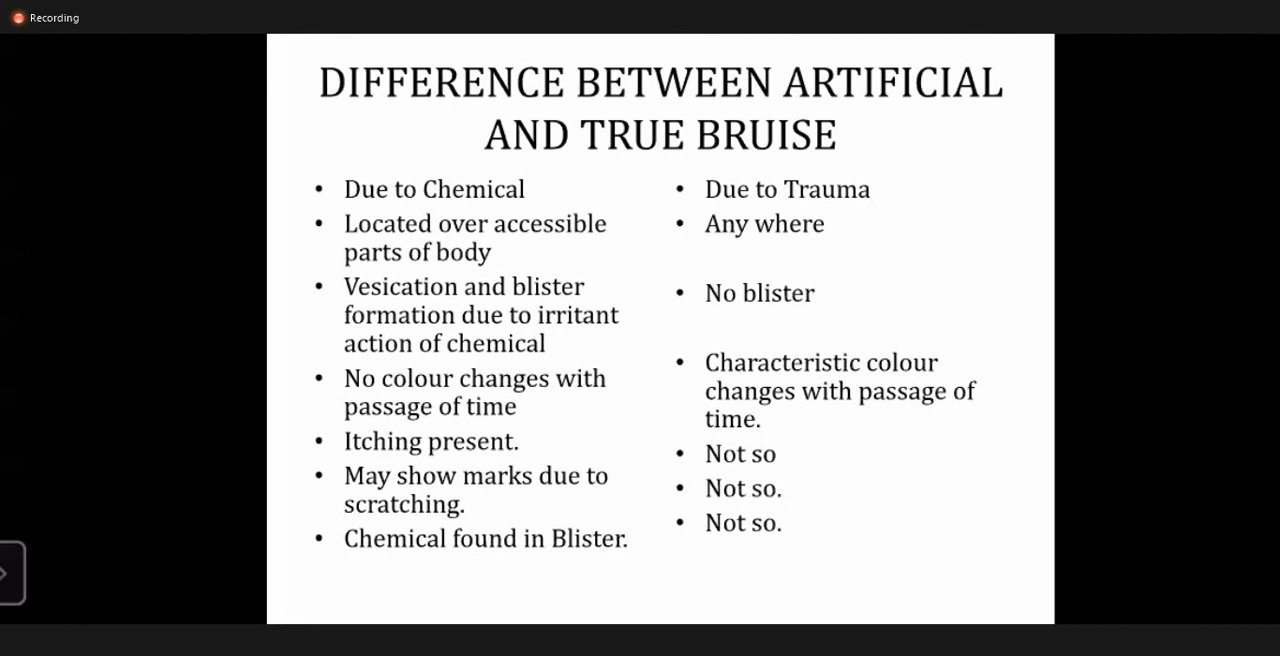 Recording
DIFFERENCE BETWEEN ARTIFICIAL
AND TRUE BRUISE
• Due to Chemical
• Located over accessible
parts of body
• Vesication and blister
formation due to irritant
action of chemical
• No colour changes with
passage of time
• Itching present.
• May show marks due to
scratching.
• Chemical found in Blister.
• Due to Trauma
• Any where
• No blister
• Characteristic colour
changes with passage of
time.
• Not so
• Not so.
• Not so.